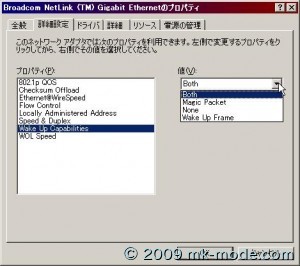 Broadcom NetLink (TM) Gigabit Ethernetのプロパティ
全般 詳細設定 ドライバ 詳細 リソース 電源の管理
このネットワーク アダプタでは次のプロパティを利用できます。左側で変更するプロパティをク
リックしてから、右側でその値を選択してください。
プロパティ(P):
値(V):
802.1p QOS
Checksum Offload
Ethernet@WireSpeed
Flow Control
Locally Administered Address
Speed & Duplex
Wake Up Capabilities
WOL Speed
Both
Both
Magic Packet
None
Wake Up Frame
© 2009 mk-mode.com